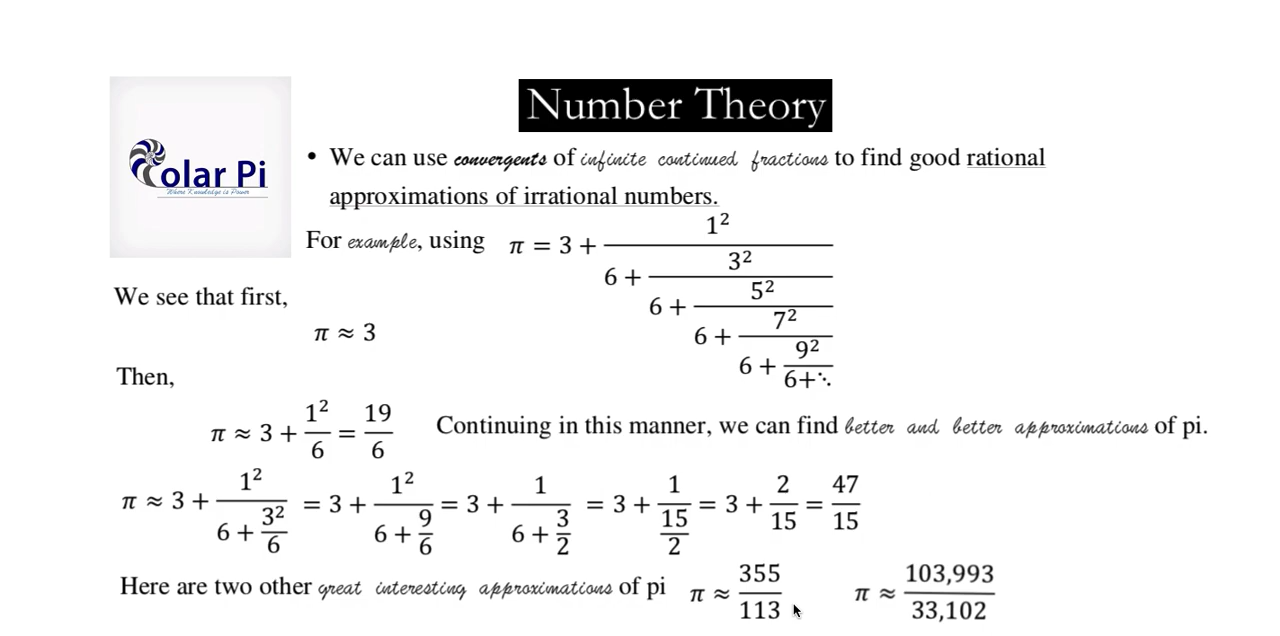 Number Theory
olar Pi
Where Knowledge is Power
• We can use convergents of infinite continued fractions to find good rational
approximations of irrational numbers.
For example, using π = 3 + 1²/(6 + 3²/(6 + 5²/(6 + 7²/(6 + 9²/(6+⋱)))))
We see that first,
π ≈ 3
Then,
π ≈ 3 + 1²/6 = 19/6
Continuing in this manner, we can find better and better approximations of pi.
π ≈ 3 + 1²/(6 + 3²/6) = 3 + 1²/(6 + 9/6) = 3 + 1/(6 + 3/2) = 3 + 1/(15/2) = 3 + 2/15 = 47/15
Here are two other great interesting approximations of pi π ≈ 355/113 π ≈ 103,993/33,102